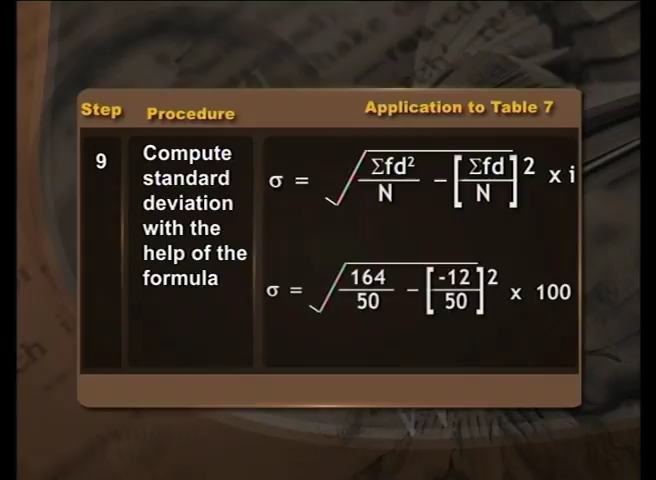 Step Procedure Application to Table 7
9
Compute
standard
deviation
with the
help of the
formula
σ = √ Σfd²/N − [Σfd/N]² x i
σ = √ 164/50 − [-12/50]² x 100